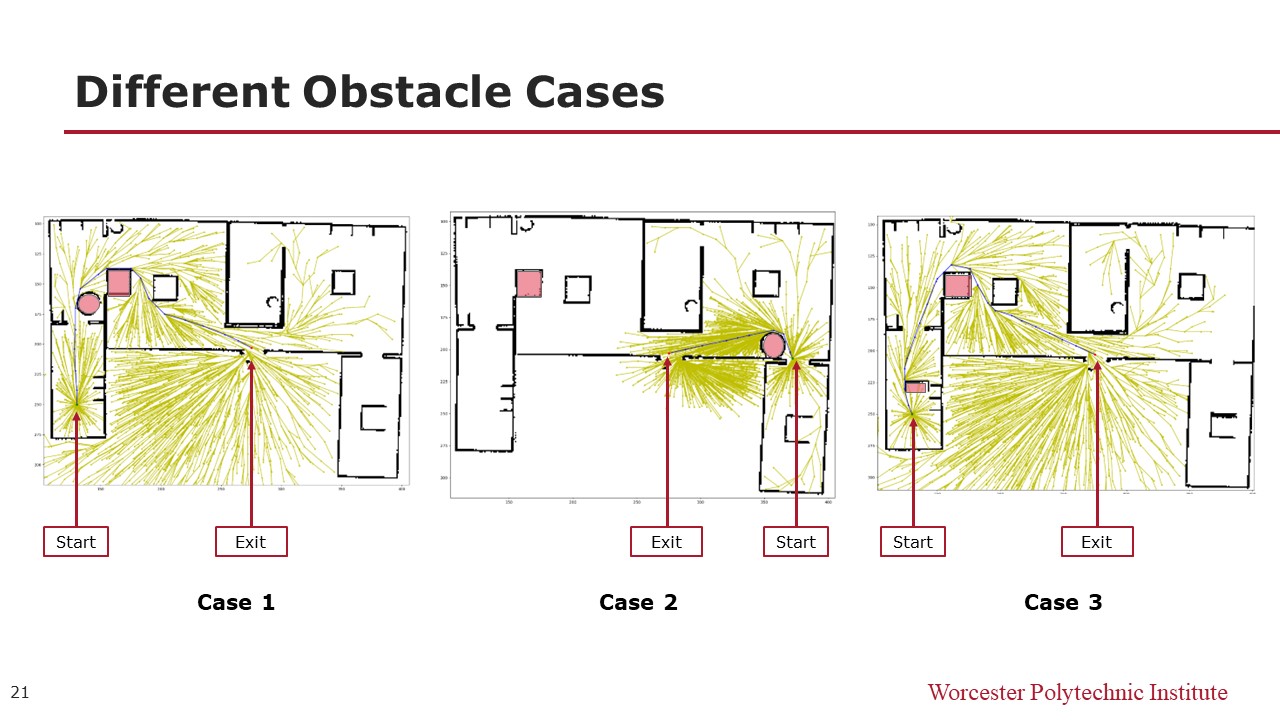 Different Obstacle Cases
Start
Exit
Exit
Start
Start
Exit
Case 1
Case 2
Case 3
21
Worcester Polytechnic Institute